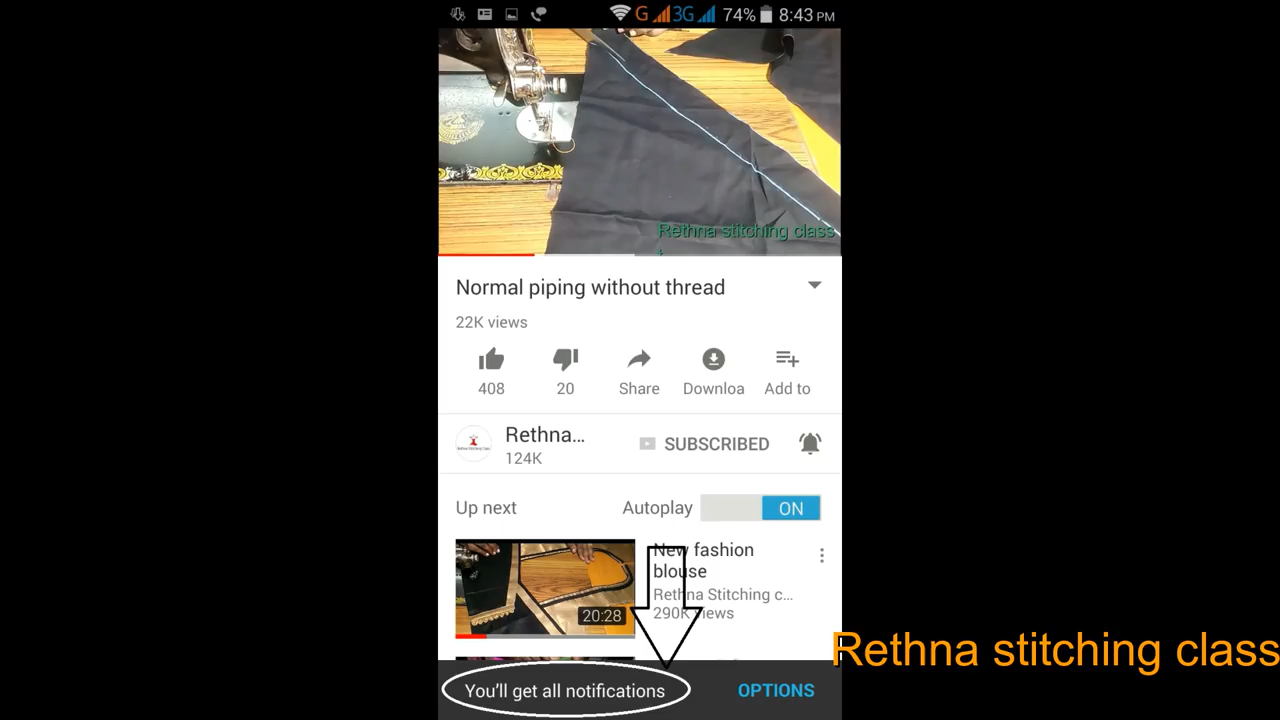 G 3G 74% 8:43 PM
Rethna stitching class
Normal piping without thread
22K views
408 20 Share Downloa Add to
Rethna…
124K
SUBSCRIBED
Up next Autoplay ON
New fashion
blouse
Rethna Stitching c...
290K views
20:28
Rethna stitching class
You'll get all notifications OPTIONS